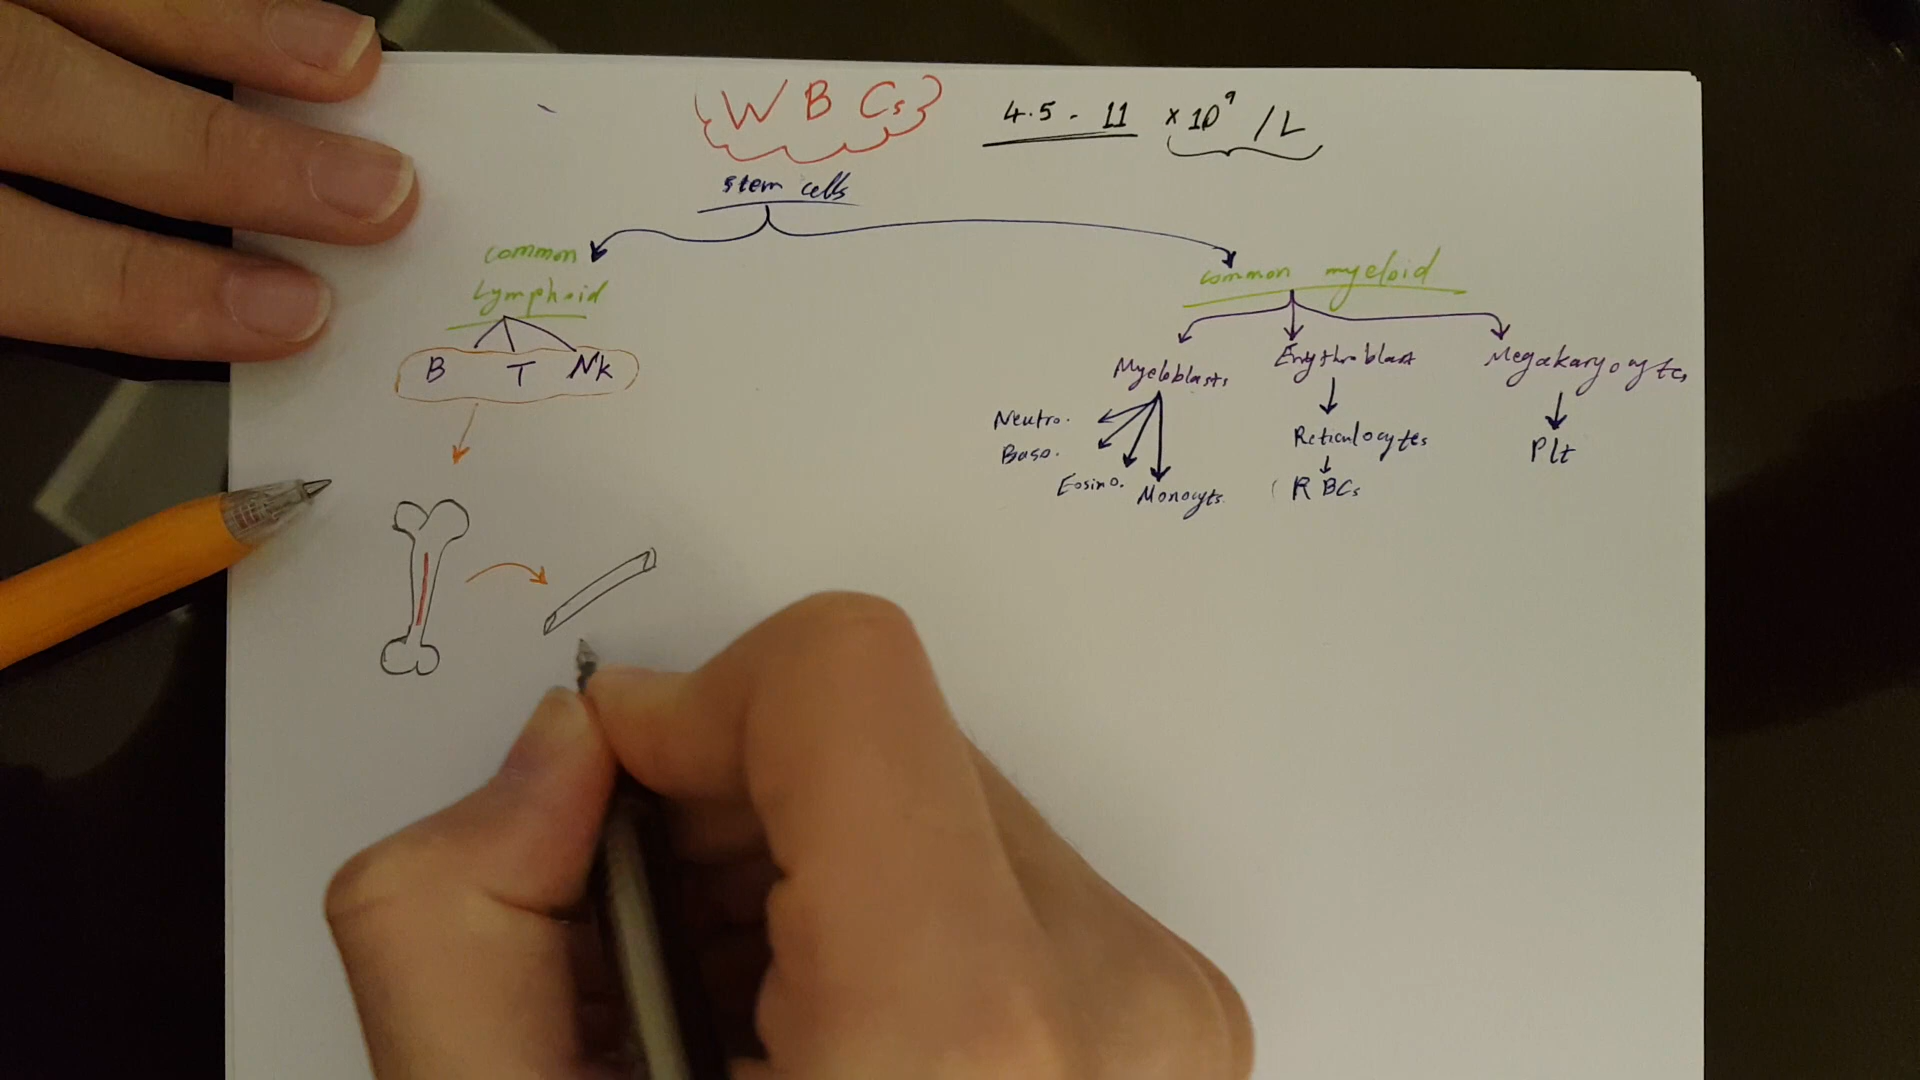 WBCs 4.5 - 11 x 10⁹ / L
stem cells
common
Lymphoid
B T Nk
common myeloid
Myeloblasts
Erythroblast
Megakaryocytes
Neutro.
Baso.
Eosino.
Monocyts.
Reticulocytes
RBCs
Plt